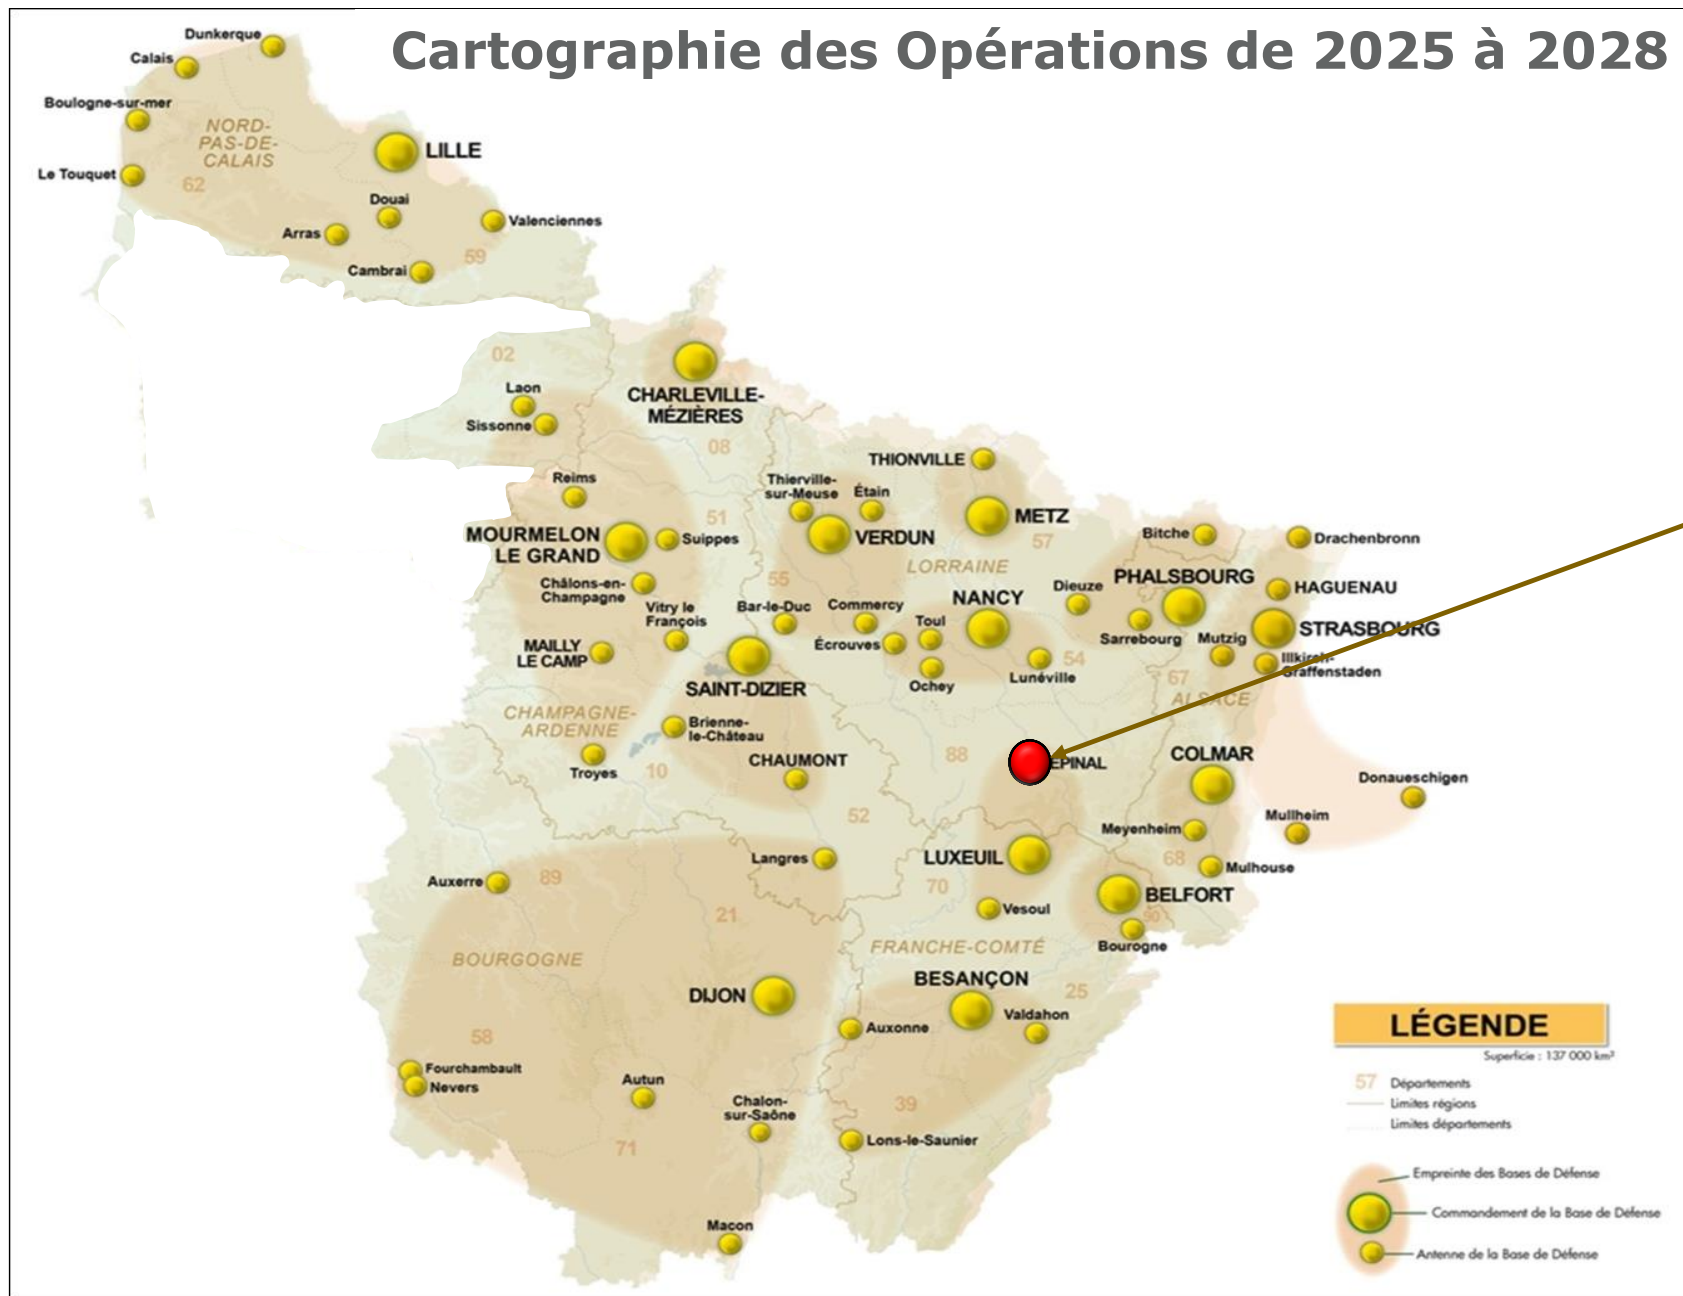 Cartographie des Opérations de 2025 à 2028
Dunkerque
Calais
Boulogne-sur-mer
NORD-
PAS-DE-
CALAIS
LILLE
Le Touquet
62
Douai
Valenciennes
Arras
59
Cambrai
02
Laon
Sissonne
CHARLEVILLE-
MÉZIÈRES
08
THIONVILLE
Reims
Thierville-
sur-Meuse
Étain
51
METZ
MOURMELON
LE GRAND
Suippes
VERDUN
57
Bitche
Drachenbronn
LORRAINE
55
Châlons-en-
Champagne
Dieuze
PHALSBOURG
HAGUENAU
Vitry le
François
Bar-le-Duc
Commercy
NANCY
Toul
STRASBOURG
Écrouves
Sarrebourg
Mutzig
MAILLY
LE CAMP
54
Illkirch-
Graffenstaden
Lunéville
Ochey
67
SAINT-DIZIER
ALSACE
CHAMPAGNE-
ARDENNE
Brienne-
le-Château
88
COLMAR
CHAUMONT
EPINAL
Troyes
10
Donaueschigen
52
Mullheim
Meyenheim
Langres
LUXEUIL
68
Mulhouse
Auxerre
89
70
BELFORT
Vesoul
21
90
Bourogne
FRANCHE-COMTÉ
BOURGOGNE
BESANÇON
DIJON
25
Valdahon
Auxonne
58
Fourchambault
Nevers
Autun
Chalon-
sur-Saône
39
71
Lons-le-Saunier
Macon
LÉGENDE
Superficie : 137 000 km²
57 Départements
Limites régions
Limites départements
Empreinte des Bases de Défense
Commandement de la Base de Défense
Antenne de la Base de Défense